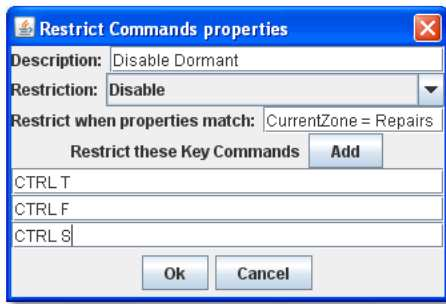 Restrict Commands properties
Description: Disable Dormant
Restriction: Disable
Restrict when properties match: CurrentZone = Repairs
Restrict these Key Commands Add
CTRL T
CTRL F
CTRL S
Ok Cancel